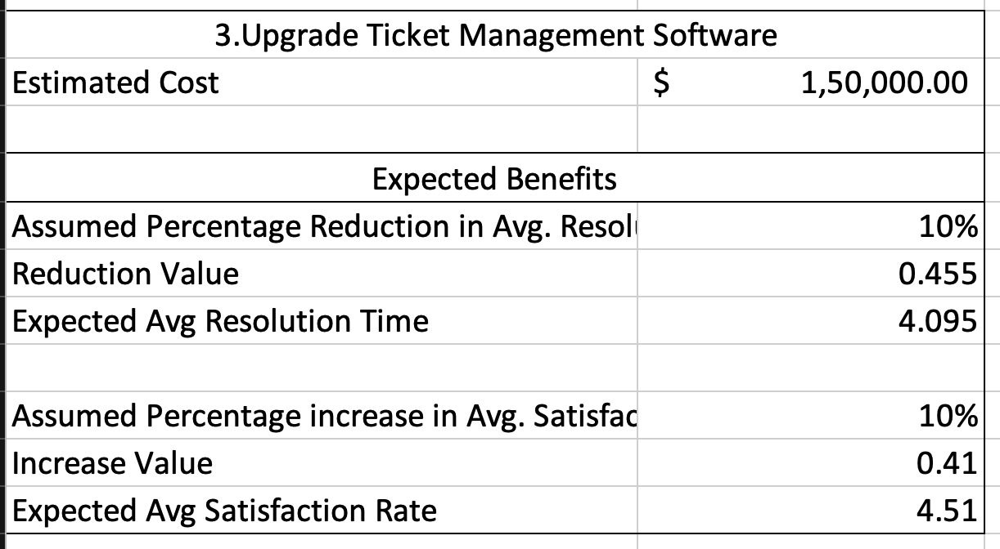 3.Upgrade Ticket Management Software
Estimated Cost $ 1,50,000.00
Expected Benefits
Assumed Percentage Reduction in Avg. Resol 10%
Reduction Value 0.455
Expected Avg Resolution Time 4.095
Assumed Percentage increase in Avg. Satisfac 10%
Increase Value 0.41
Expected Avg Satisfaction Rate 4.51